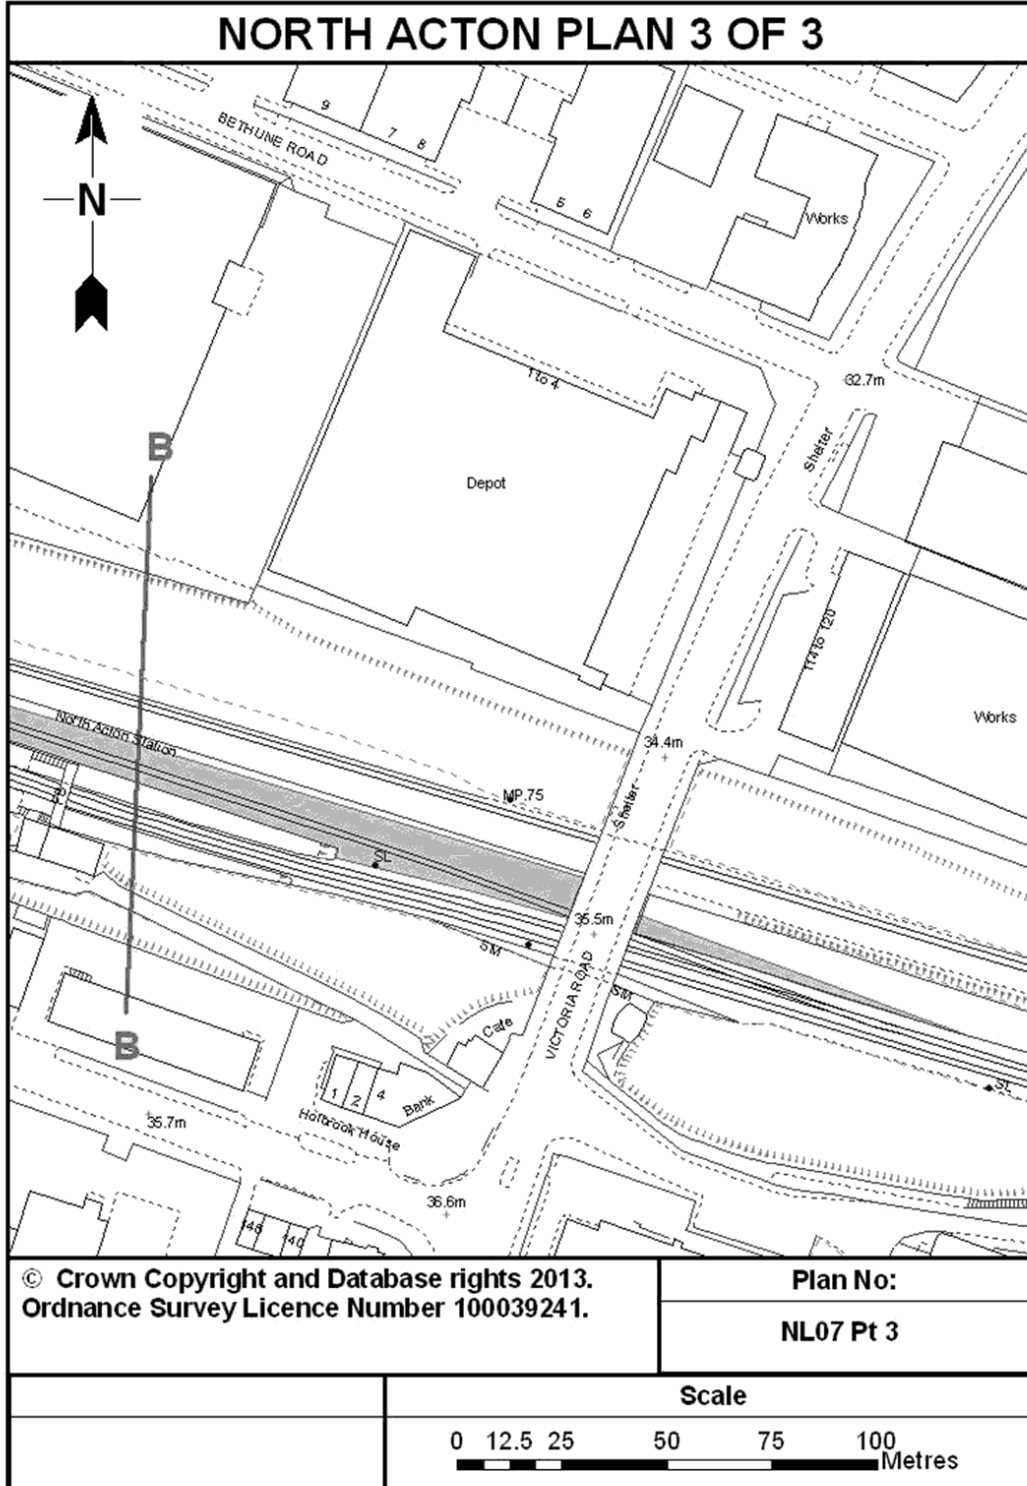 NORTH ACTON PLAN 3 OF 3
N
9
7
8
BETHUNE ROAD
5
6
Works
1 to 4
32.7m
Shelter
B
Depot
114 to 120
Works
North Acton Station
34.4m
MP.75
Shelter
SL
35.5m
SM
VICTORIA ROAD
SM
SL
B
Cafe
1
2
4
Bank
Holbrook House
35.7m
36.6m
148
140
© Crown Copyright and Database rights 2013.
Ordnance Survey Licence Number 100039241.
Plan No:
NL07 Pt 3
Scale
0 12.5 25 50 75 100
Metres